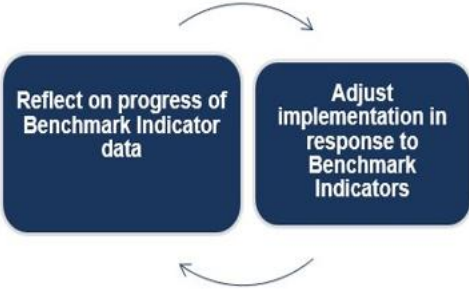 Reflect on progress of
Benchmark Indicator
data
Adjust
implementation in
response to
Benchmark
Indicators